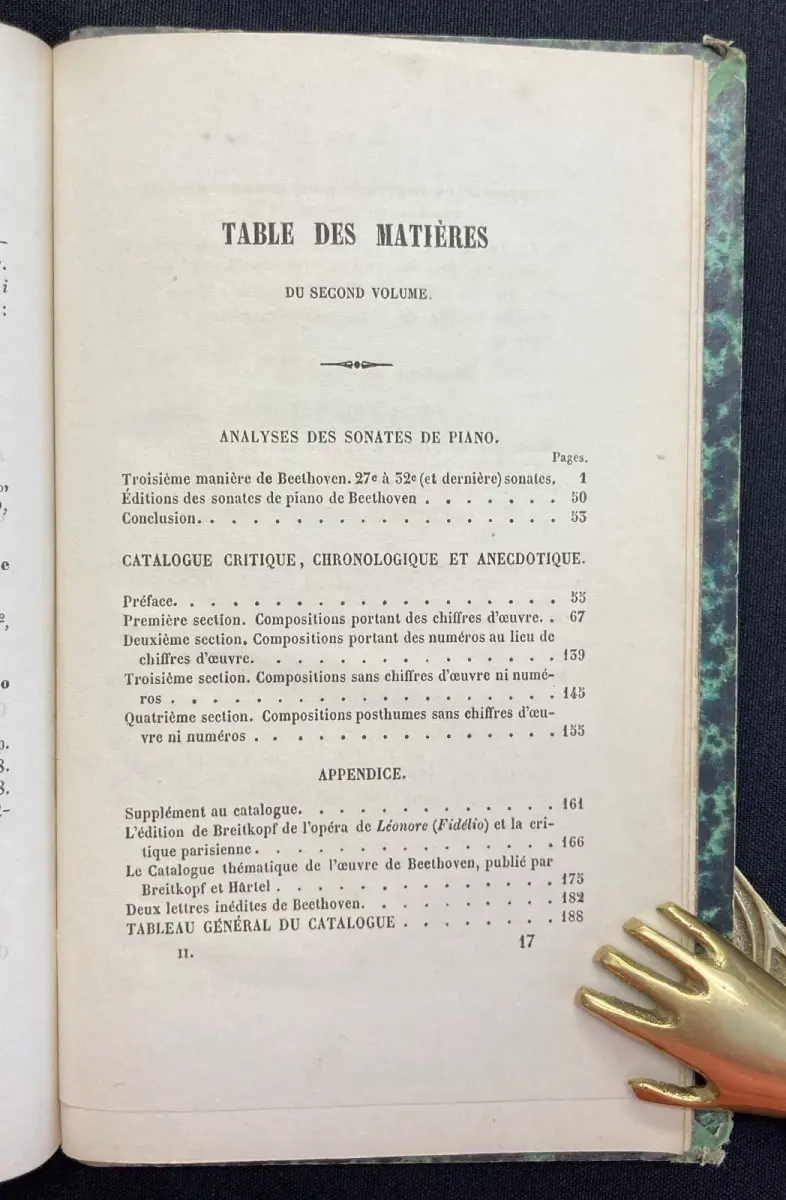 TABLE DES MATIÈRES
DU SECOND VOLUME.
ANALYSES DES SONATES DE PIANO.
Pages.
Troisième manière de Beethoven. 27e à 32e (et dernière) sonates. 1
Éditions des sonates de piano de Beethoven . . . . . . . 50
Conclusion. . . . . . . . . . . . . . . . . . 53
CATALOGUE CRITIQUE, CHRONOLOGIQUE ET ANECDOTIQUE.
Préface. . . . . . . . . . . . . . . . . . . 55
Première section. Compositions portant des chiffres d'œuvre. . 67
Deuxième section. Compositions portant des numéros au lieu de
chiffres d'œuvre. . . . . . . . . . . . . . . 139
Troisième section. Compositions sans chiffres d'œuvre ni numé-
ros . . . . . . . . . . . . . . . . . . 145
Quatrième section. Compositions posthumes sans chiffres d'œu-
vre ni numéros . . . . . . . . . . . . . . . 155
APPENDICE.
Supplément au catalogue. . . . . . . . . . . . . 161
L'édition de Breitkopf de l'opéra de Léonore (Fidélio) et la cri-
tique parisienne . . . . . . . . . . . . . . . 166
Le Catalogue thématique de l'œuvre de Beethoven, publié par
Breitkopf et Härtel . . . . . . . . . . . . . . 175
Deux lettres inédites de Beethoven. . . . . . . . . . 182
TABLEAU GÉNÉRAL DU CATALOGUE . . . . . . . . 188
II. 17